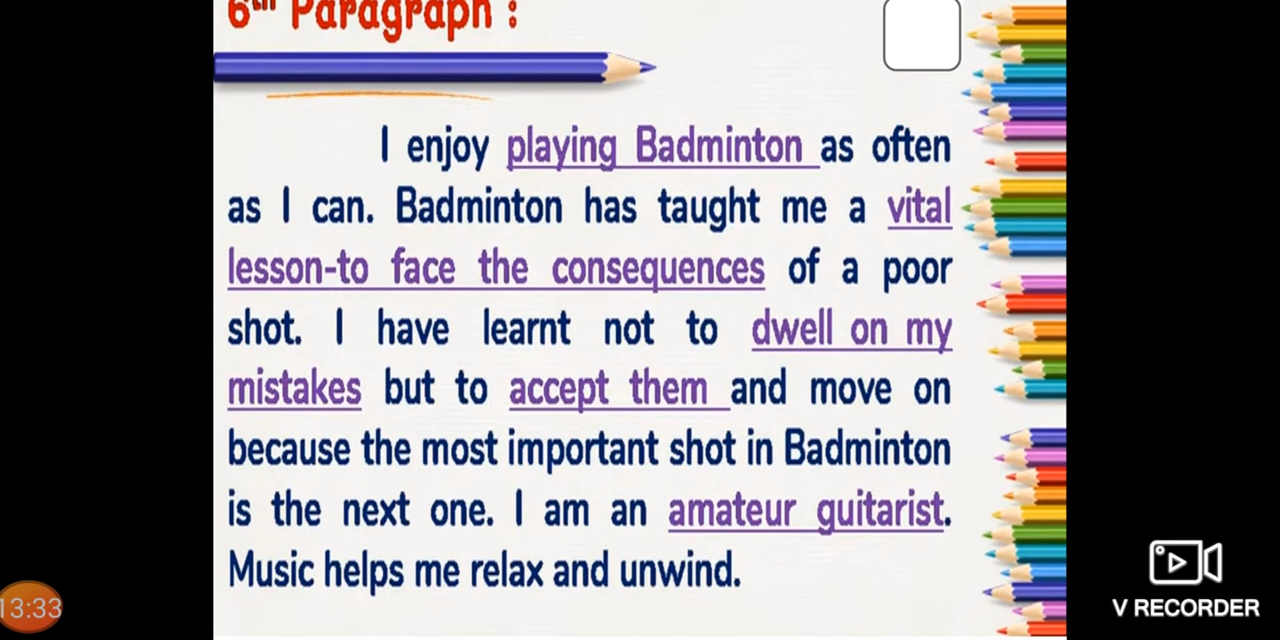 6th Paragraph :
I enjoy playing Badminton as often
as I can. Badminton has taught me a vital
lesson-to face the consequences of a poor
shot. I have learnt not to dwell on my
mistakes but to accept them and move on
because the most important shot in Badminton
is the next one. I am an amateur guitarist.
Music helps me relax and unwind.
13:33
V RECORDER